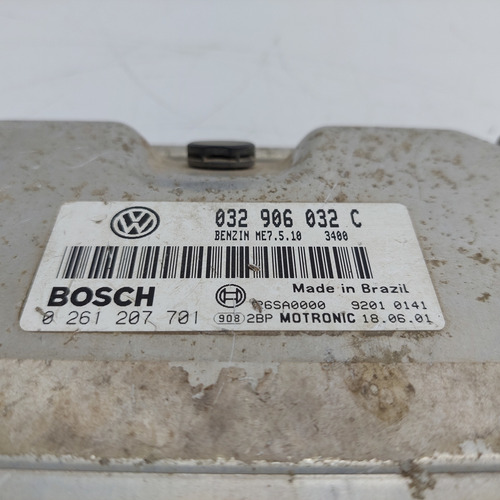 032 906 032 C
BENZIN ME7.5.10 3400
Made in Brazil
BOSCH
26SA0000 9201 0141
0 261 207 701 908 2BP MOTRONIC 18.06.01